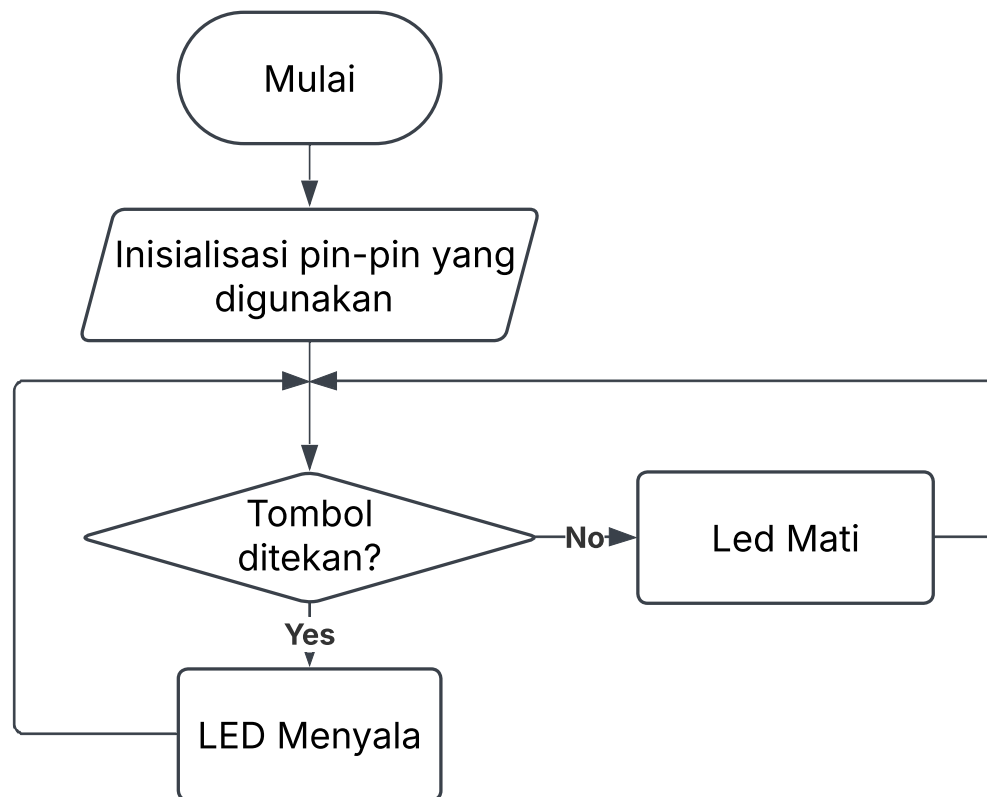 Mulai
Inisialisasi pin-pin yang
digunakan
Tombol
ditekan?
No
Led Mati
Yes
LED Menyala